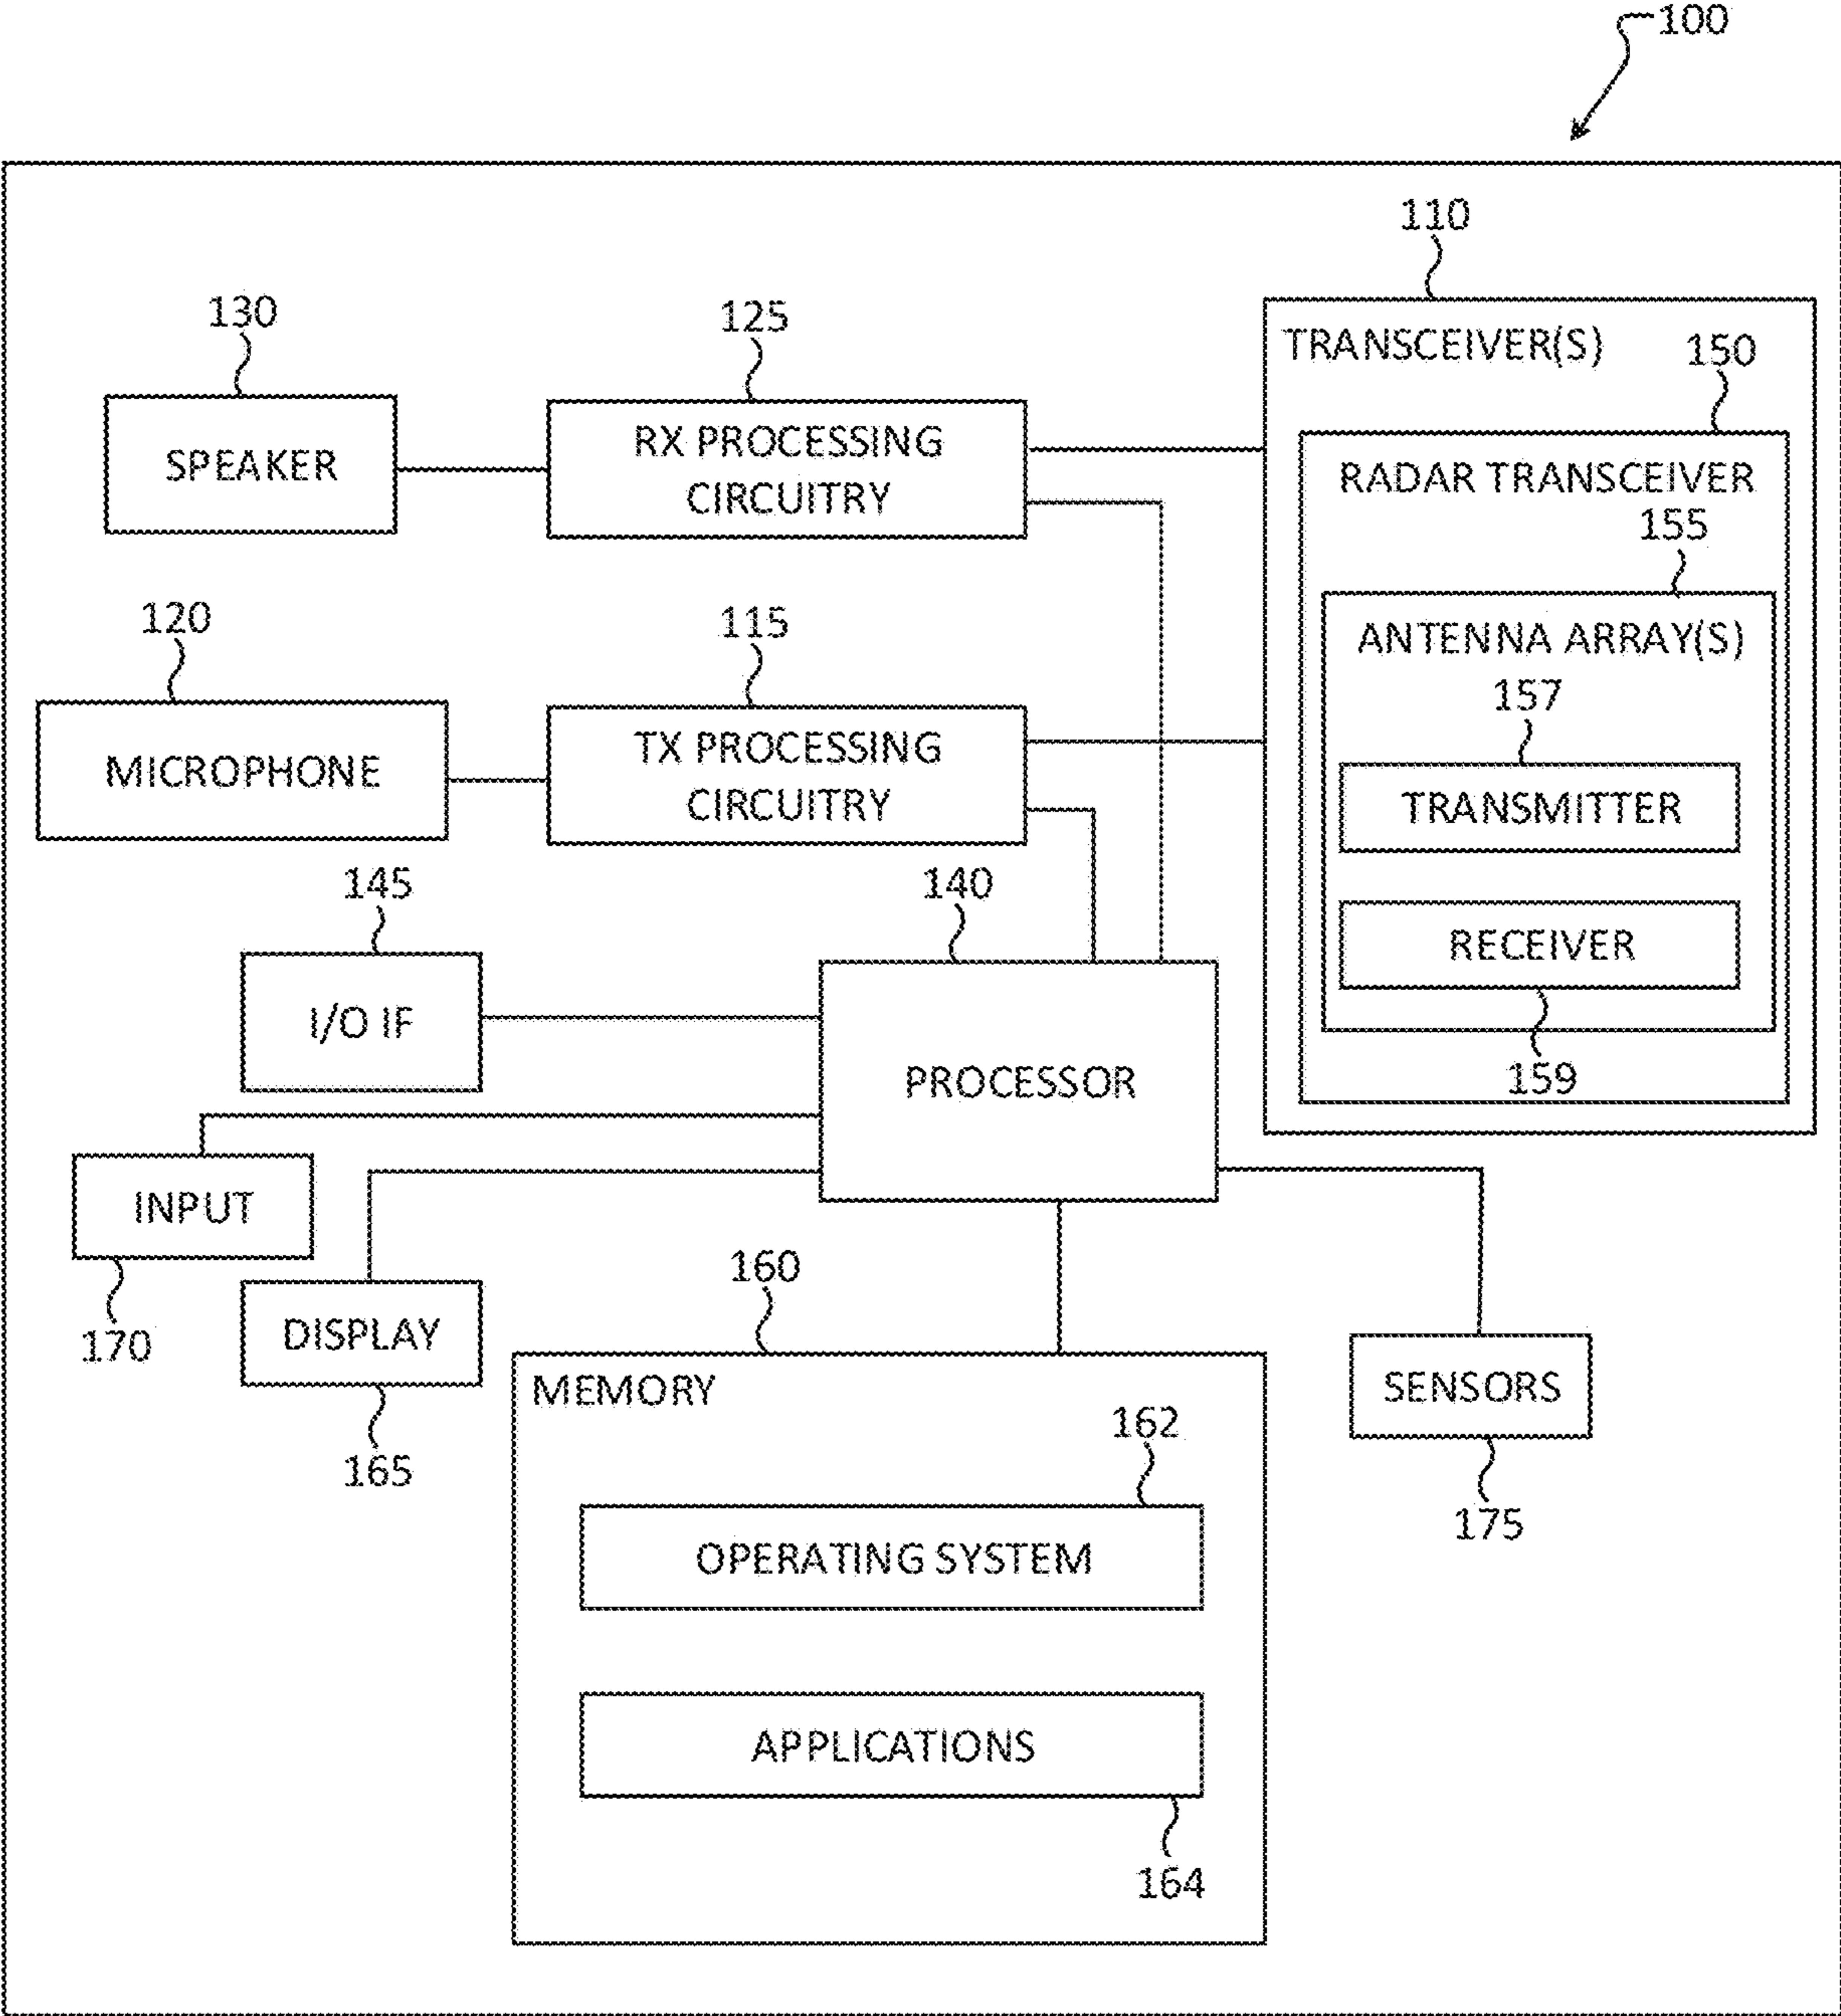 100
110
TRANSCEIVER(S)
130
125
150
SPEAKER
RX PROCESSING
CIRCUITRY
RADAR TRANSCEIVER
155
120
115
ANTENNA ARRAY(S)
157
MICROPHONE
TX PROCESSING
CIRCUITRY
TRANSMITTER
145
140
RECEIVER
I/O IF
PROCESSOR
159
INPUT
170
160
DISPLAY
165
MEMORY
SENSORS
175
162
OPERATING SYSTEM
APPLICATIONS
164